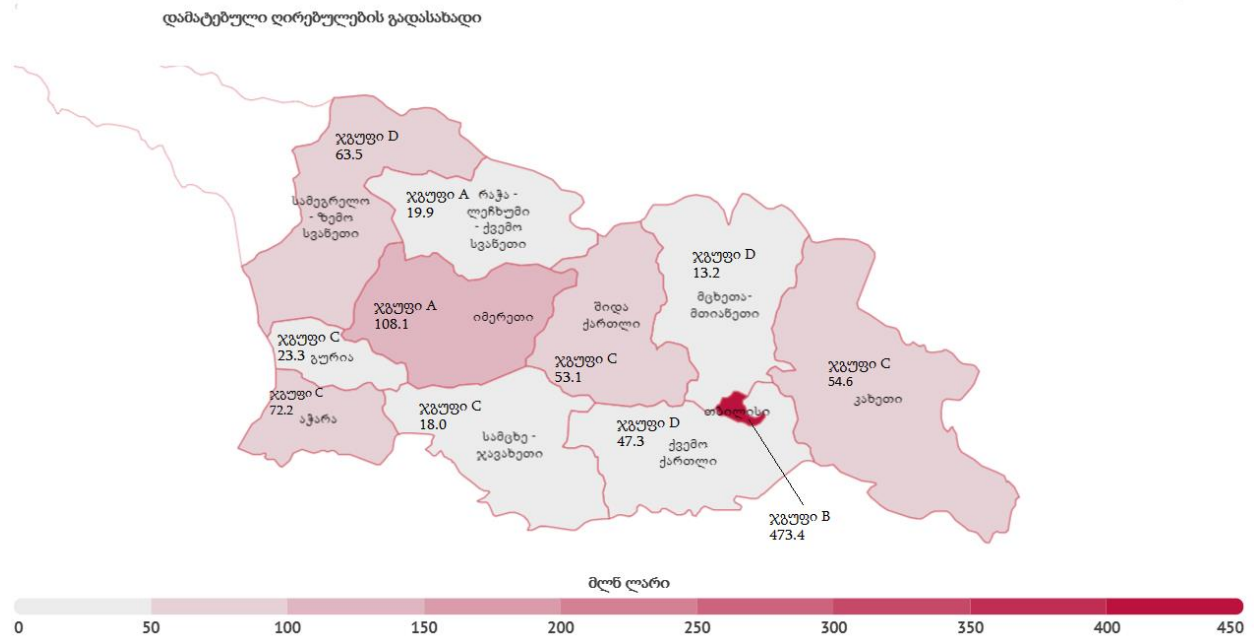 დამატებული ღირებულების გადასახადი
ჯგუფი D
63.5
სამეგრელო
- ზემო
სვანეთი
ჯგუფი A
19.9
რაჭა -
ლეჩხუმი
- ქვემო
სვანეთი
ჯგუფი D
13.2
მცხეთა-
მთიანეთი
ჯგუფი A
108.1
იმერეთი
შიდა
ქართლი
ჯგუფი C
53.1
ჯგუფი C
23.3 გურია
ჯგუფი C
54.6
კახეთი
ჯგუფი C
72.2
აჭარა
ჯგუფი C
18.0
სამცხე -
ჯავახეთი
ჯგუფი D
47.3
ქვემო
ქართლი
თბილისი
ჯგუფი B
473.4
მლნ ლარი
0 50 100 150 200 250 300 350 400 450